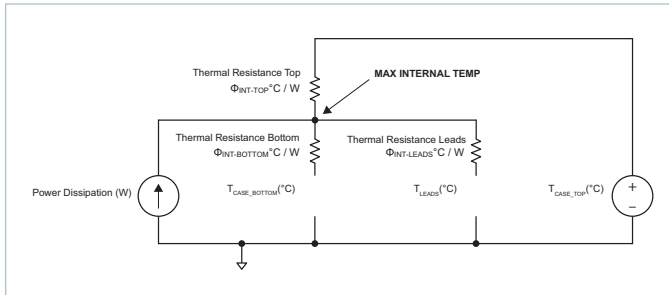 Thermal Resistance Top
MAX INTERNAL TEMP
ΦINT-TOP°C / W
Thermal Resistance Bottom
Thermal Resistance Leads
ΦINT-BOTTOM°C / W
ΦINT-LEADS°C / W
Power Dissipation (W)
TCASE_BOTTOM(°C)
TLEADS(°C)
TCASE_TOP(°C)
+
–